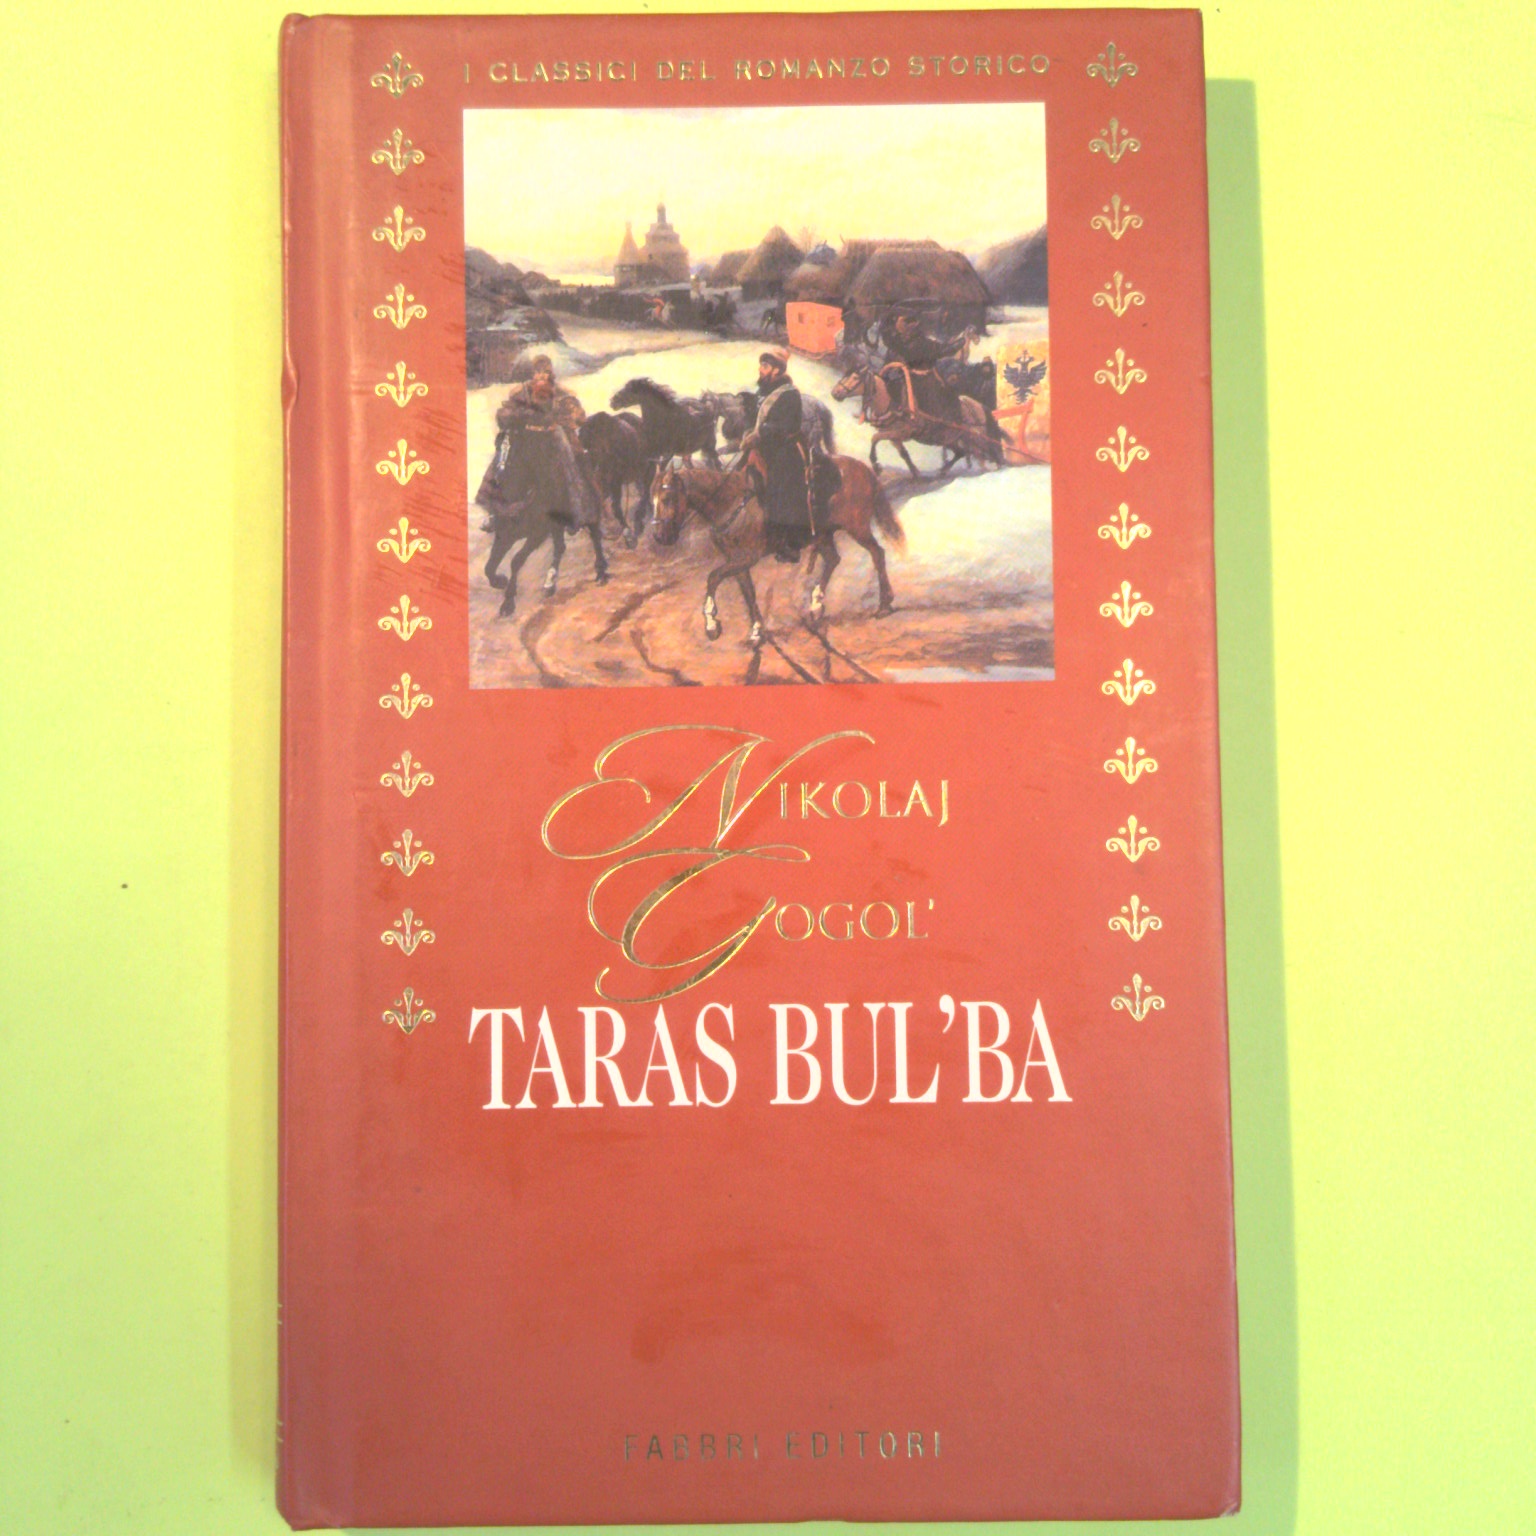 I CLASSICI DEL ROMANZO STORICO
NIKOLAJ
GOGOL'
TARAS BUL'BA
FABBRI EDITORI